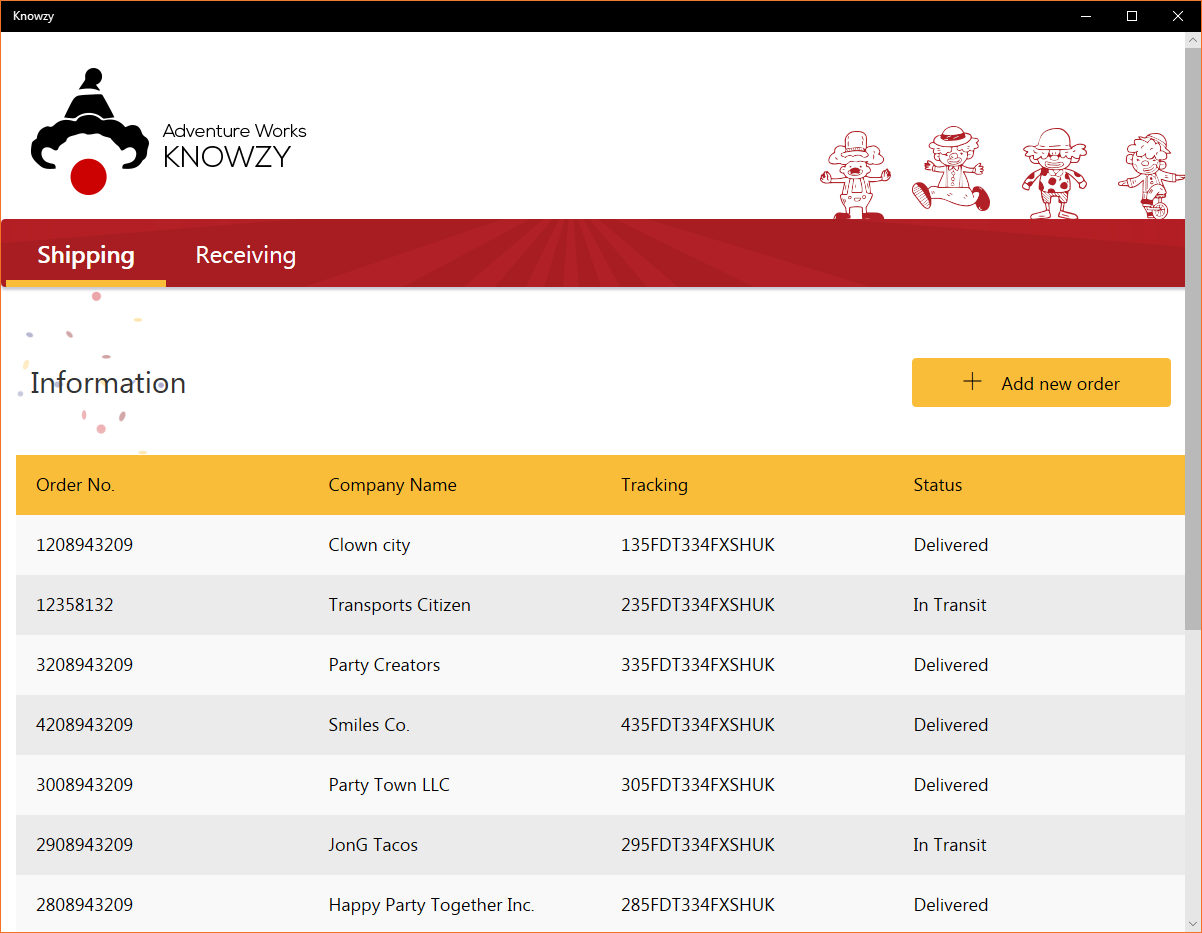 Knowzy
Adventure Works
KNOWZY
Shipping Receiving
Information
Add new order
Order No. Company Name Tracking Status
1208943209 Clown city 135FDT334FXSHUK Delivered
12358132 Transports Citizen 235FDT334FXSHUK In Transit
3208943209 Party Creators 335FDT334FXSHUK Delivered
4208943209 Smiles Co. 435FDT334FXSHUK Delivered
3008943209 Party Town LLC 305FDT334FXSHUK Delivered
2908943209 JonG Tacos 295FDT334FXSHUK In Transit
2808943209 Happy Party Together Inc. 285FDT334FXSHUK Delivered